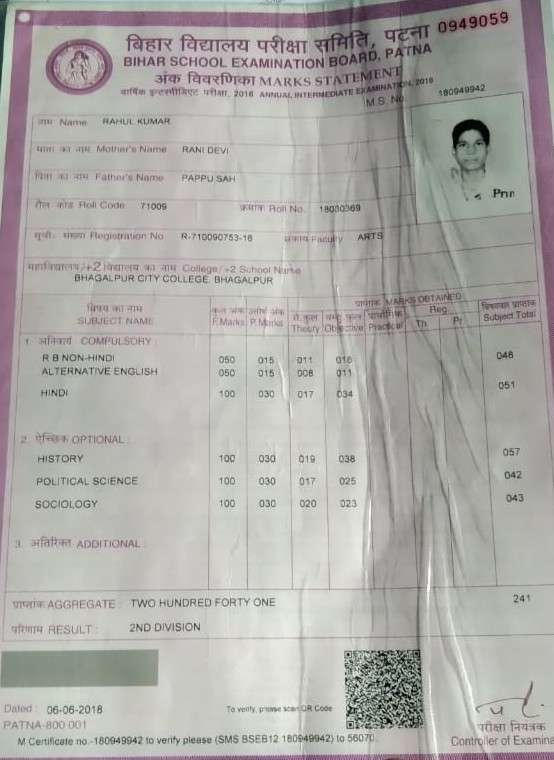 बिहार विद्यालय परीक्षा समिति, पटना 0949059
BIHAR SCHOOL EXAMINATION BOARD, PATNA
अंक विवरणिका MARKS STATEMENT
वार्षिक इन्टरमीडिएट परीक्षा, 2018 ANNUAL INTERMEDIATE EXAMINATION, 2018
M.S. No. 180949942
नाम Name RAHUL KUMAR
माता का नाम Mother's Name RANI DEVI
पिता का नाम Father's Name PAPPU SAH
Prin
रौल कोड Roll Code 71009 क्रमांक Roll No. 18030369
सूची. संख्या Registration No R-710090753-16 संकाय Faculty ARTS
महाविद्यालय/+2 विद्यालय का नाम College/+2 School Name
BHAGALPUR CITY COLLEGE, BHAGALPUR
विषय का नाम कुल अंक उत्तीर्ण अंक प्राप्तांक MARKS OBTAINED विषयवार प्राप्तांक
SUBJECT NAME F.Marks P.Marks Theory Objective Practical Reg. Th Pr Subject Total
1. अनिवार्य COMPULSORY :
R B NON-HINDI 050 015 011 016 046
ALTERNATIVE ENGLISH 050 015 008 011
HINDI 100 030 017 034 051
2. ऐच्छिक OPTIONAL :
HISTORY 100 030 019 038 057
POLITICAL SCIENCE 100 030 017 025 042
SOCIOLOGY 100 030 020 023 043
3. अतिरिक्त ADDITIONAL :
प्राप्तांक AGGREGATE : TWO HUNDRED FORTY ONE 241
परिणाम RESULT : 2ND DIVISION
Dated : 06-06-2018
PATNA-800 001
To verify, please scan QR Code
परीक्षा नियंत्रक
Controller of Examina
M Certificate no.-180949942 to verify please (SMS BSEB12 180949942) to 56070.